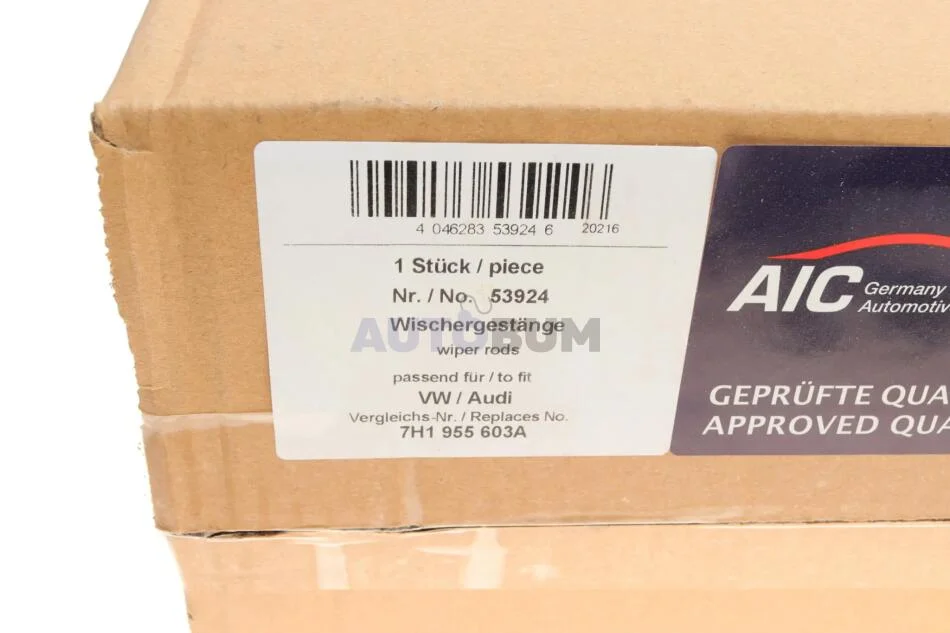 4 046283 53924 6 20216
1 Stück / piece
Nr. / No. 53924
Wischergestänge
AUTOBUM
wiper rods
passend für / to fit
VW / Audi
Vergleichs-Nr. / Replaces No.
7H1 955 603A
AIC Germany
Automotiv
GEPRÜFTE QUA
APPROVED QUA